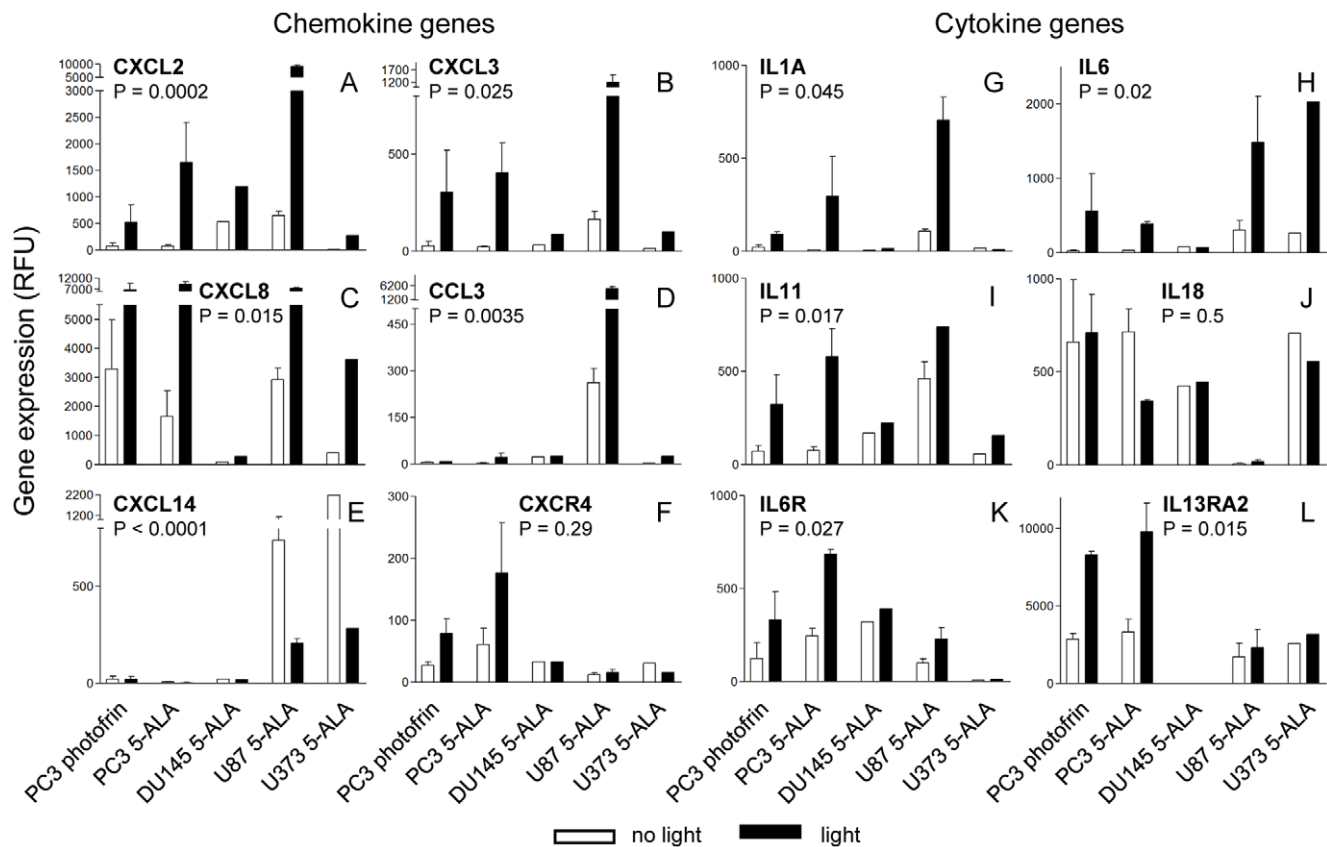 Chemokine genes
Cytokine genes
Gene expression (RFU)
CXCL2
P = 0.0002
A
10000
5000
3000
2500
2000
1500
1000
500
0
CXCL3
P = 0.025
B
1700
1200
500
0
IL1A
P = 0.045
G
1000
500
0
IL6
P = 0.02
H
2000
1000
0
CXCL8
P = 0.015
C
12000
7000
5000
4000
3000
2000
1000
0
CCL3
P = 0.0035
D
6200
1200
450
300
150
0
IL11
P = 0.017
I
1000
500
0
IL18
P = 0.5
J
1000
500
0
CXCL14
P < 0.0001
E
2200
1200
500
0
CXCR4
P = 0.29
F
300
200
100
0
IL6R
P = 0.027
K
1000
500
0
IL13RA2
P = 0.015
L
10000
5000
0
PC3 photofrin
PC3 5-ALA
DU145 5-ALA
U87 5-ALA
U373 5-ALA
PC3 photofrin
PC3 5-ALA
DU145 5-ALA
U87 5-ALA
U373 5-ALA
PC3 photofrin
PC3 5-ALA
DU145 5-ALA
U87 5-ALA
U373 5-ALA
PC3 photofrin
PC3 5-ALA
DU145 5-ALA
U87 5-ALA
U373 5-ALA
no light
light